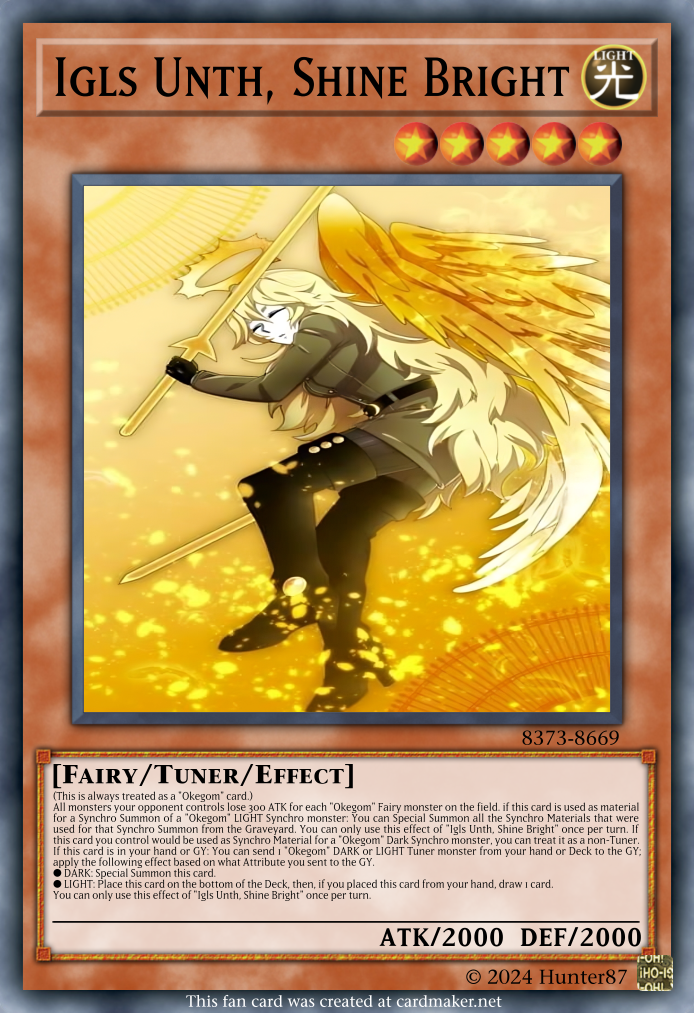 Igls Unth, Shine Bright
LIGHT
光
8373-8669
[Fairy/Tuner/Effect]
(This is always treated as a "Okegom" card.)
All monsters your opponent controls lose 300 ATK for each "Okegom" Fairy monster on the field. if this card is used as material
for a Synchro Summon of a "Okegom" LIGHT Synchro monster: You can Special Summon all the Synchro Materials that were
used for that Synchro Summon from the Graveyard. You can only use this effect of "Igls Unth, Shine Bright" once per turn. If
this card you control would be used as Synchro Material for a "Okegom" Dark Synchro monster, you can treat it as a non-Tuner.
If this card is in your hand or GY: You can send 1 "Okegom" DARK or LIGHT Tuner monster from your hand or Deck to the GY;
apply the following effect based on what Attribute you sent to the GY.
● DARK: Special Summon this card.
● LIGHT: Place this card on the bottom of the Deck, then, if you placed this card from your hand, draw 1 card.
You can only use this effect of "Igls Unth, Shine Bright" once per turn.
ATK/2000 DEF/2000
© 2024 Hunter87
This fan card was created at cardmaker.net